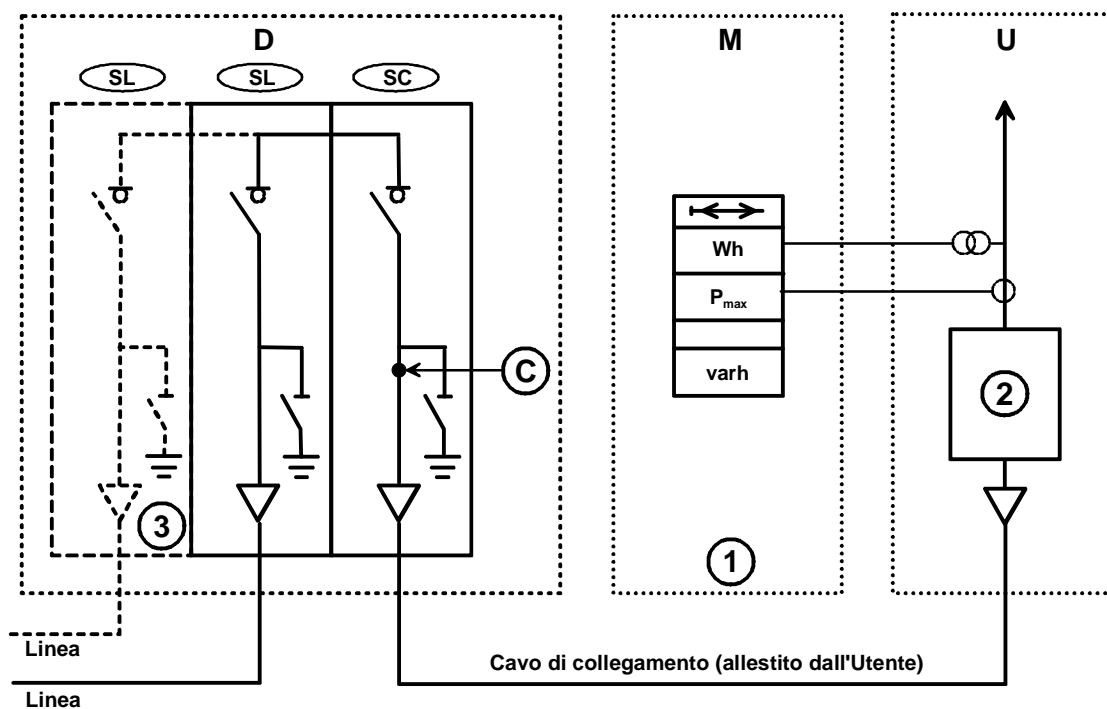 D
M
U
SL
SL
SC
Wh
P max
varh
C
2
3
1
Linea
Cavo di collegamento (allestito dall'Utente)
Linea